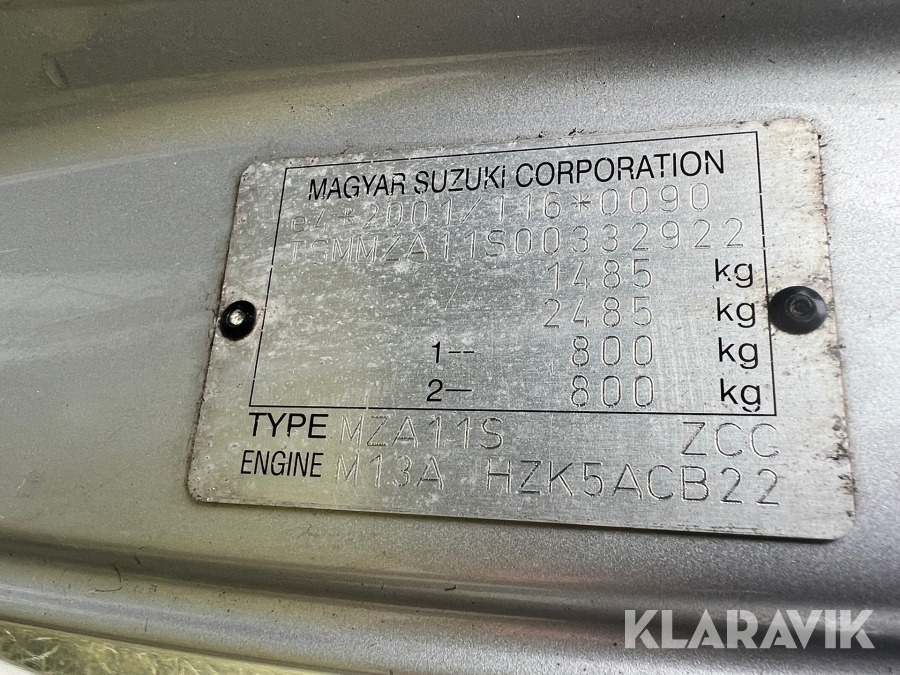 MAGYAR SUZUKI CORPORATION
e4*2001/116*0090
TSMMZA11S00332922
1485 kg
2485 kg
1-- 800 kg
2-- 800 kg
TYPE MZA11S ZCC
ENGINE M13A HZK5ACB22
KLARAVIK